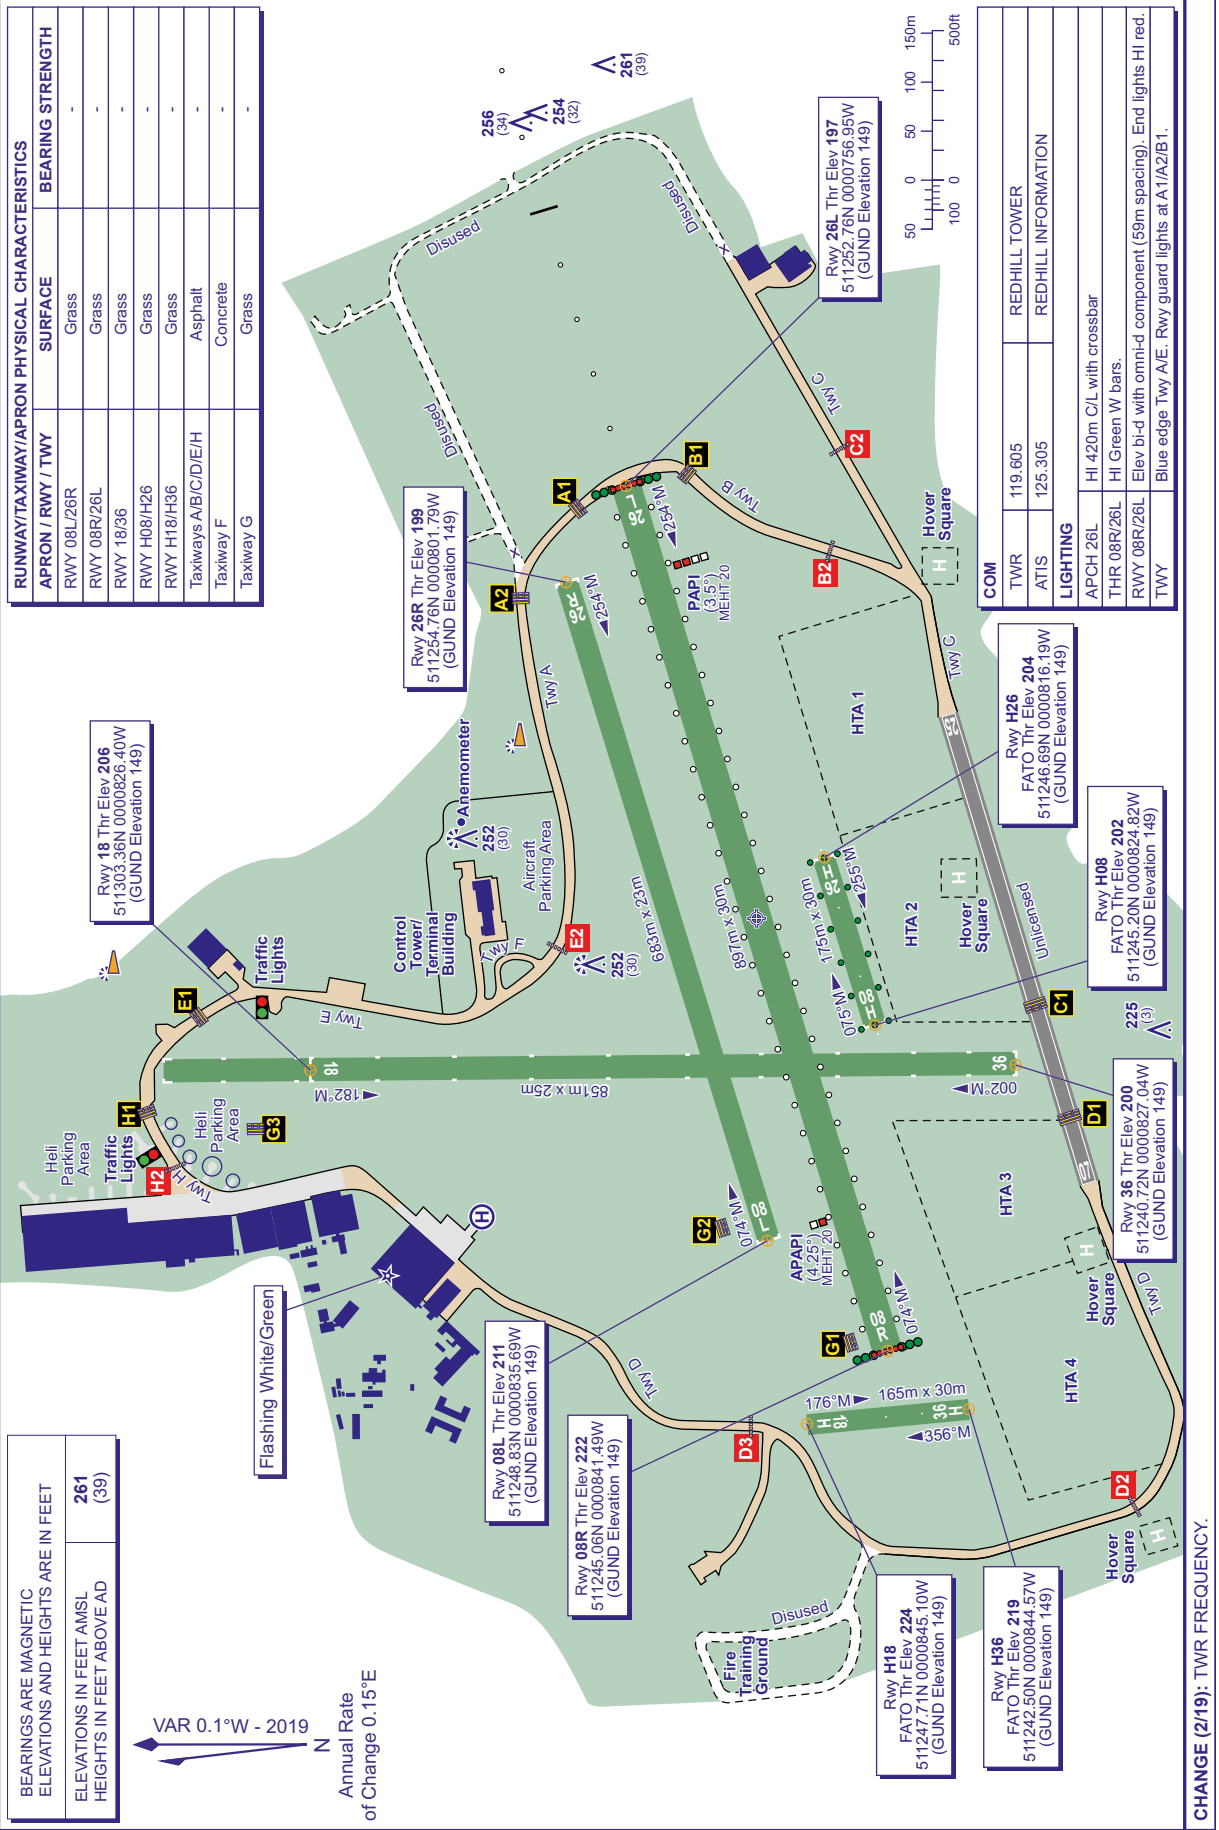 BEARINGS ARE MAGNETIC
ELEVATIONS AND HEIGHTS ARE IN FEET
ELEVATIONS IN FEET AMSL
HEIGHTS IN FEET ABOVE AD
261
(39)
VAR 0.1°W - 2019
N
Annual Rate
of Change 0.15°E
RUNWAY/TAXIWAY/APRON PHYSICAL CHARACTERISTICS
APRON / RWY / TWY SURFACE BEARING STRENGTH
RWY 08L/26R Grass -
RWY 08R/26L Grass -
RWY 18/36 Grass -
RWY H08/H26 Grass -
RWY H18/H36 Grass -
Taxiways A/B/C/D/E/H Asphalt -
Taxiway F Concrete -
Taxiway G Grass -
Flashing White/Green
Heli
Parking
Area
Traffic
Lights
H2
H1
Twy H
Heli
Parking
Area
G3
H
E1
Traffic
Lights
Twy E
Rwy 18 Thr Elev 206
511303.36N 0000826.40W
(GUND Elevation 149)
18
182°M
851m x 25m
002°M
36
Control
Tower/
Terminal
Building
Twy F
Aircraft
Parking Area
Anemometer
252
(30)
E2
252
(30)
Twy A
A2
A1
Rwy 26R Thr Elev 199
511254.76N 0000801.79W
(GUND Elevation 149)
Disused
Disused
Disused
256
(34)
254
(32)
261
(39)
Rwy 26L Thr Elev 197
511252.76N 0000756.95W
(GUND Elevation 149)
26
R
254°M
683m x 23m
26
L
254°M
897m x 30m
PAPI
(3.5°)
MEHT 20
B1
Twy B
B2
C2
Twy C
Twy C
Hover
Square
H
HTA 1
Rwy H26
FATO Thr Elev 204
511246.69N 0000816.19W
(GUND Elevation 149)
H
26
255°M
175m x 30m
075°M
08
H
HTA 2
Hover
Square
H
Unlicensed
25
07
Rwy H08
FATO Thr Elev 202
511245.20N 0000824.82W
(GUND Elevation 149)
C1
225
(3)
D1
Rwy 36 Thr Elev 200
511240.72N 0000827.04W
(GUND Elevation 149)
HTA 3
Hover
Square
H
Twy D
HTA 4
G2
074°M
08
L
APAPI
(4.25°)
MEHT 20
G1
08
R
074°M
Rwy 08L Thr Elev 211
511248.83N 0000835.69W
(GUND Elevation 149)
Rwy 08R Thr Elev 222
511245.06N 0000841.49W
(GUND Elevation 149)
Twy D
D3
176°M
165m x 30m
356°M
H
18
36
H
Disused
Fire
Training
Ground
Rwy H18
FATO Thr Elev 224
511247.71N 0000845.10W
(GUND Elevation 149)
Rwy H36
FATO Thr Elev 219
511242.50N 0000844.57W
(GUND Elevation 149)
D2
Hover
Square
H
50 0 50 100 150m
100 0 500ft
COM
TWR 119.605 REDHILL TOWER
ATIS 125.305 REDHILL INFORMATION
LIGHTING
APCH 26L HI 420m C/L with crossbar
THR 08R/26L HI Green W bars.
RWY 08R/26L Elev bi-d with omni-d component (59m spacing). End lights HI red.
TWY Blue edge Twy A/E. Rwy guard lights at A1/A2/B1.
CHANGE (2/19): TWR FREQUENCY.